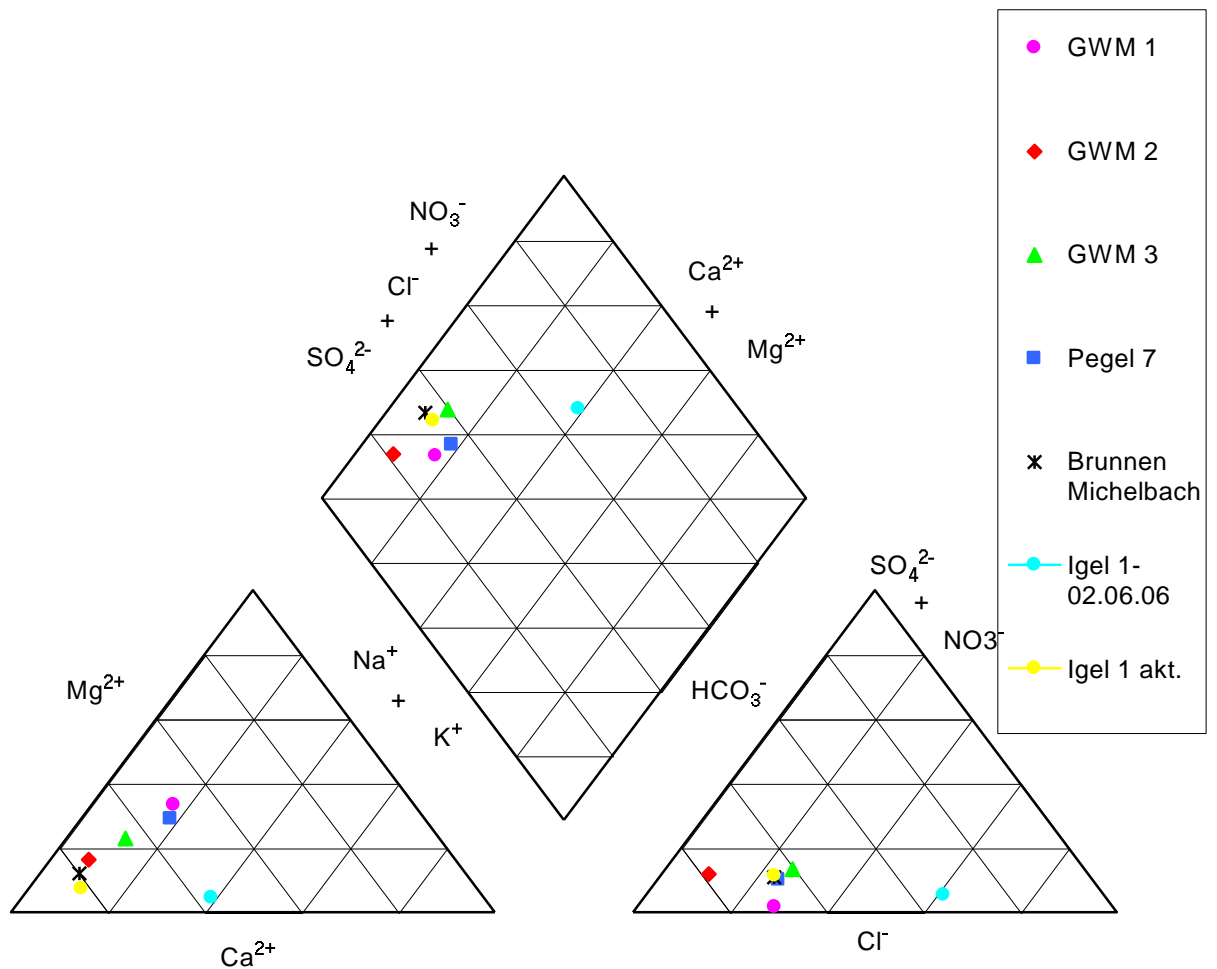 GWM 1
GWM 2
GWM 3
Pegel 7
Brunnen
Michelbach
Igel 1-
02.06.06
Igel 1 akt.
NO₃⁻
+
Cl⁻
+
SO₄²⁻
Ca²⁺
+
Mg²⁺
Mg²⁺
Na⁺
+
K⁺
Ca²⁺
HCO₃⁻
SO₄²⁻
+
NO3⁻
Cl⁻